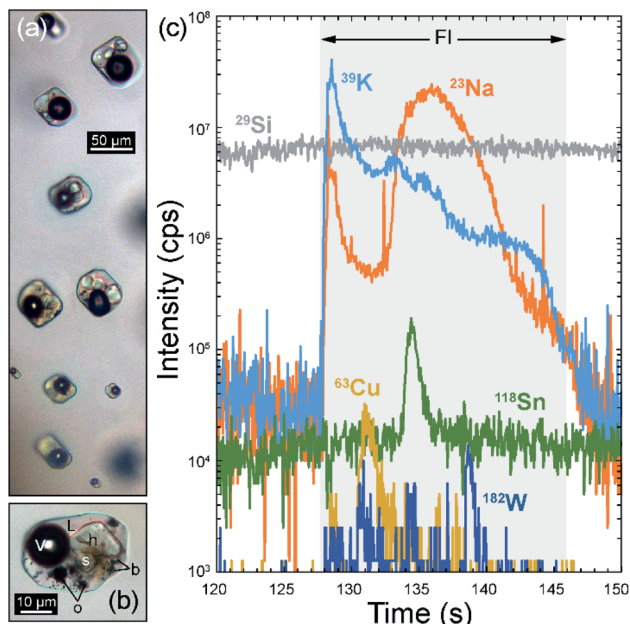 (a)
50 µm
V
L
h
s
b
o
10 µm
(b)
(c)
Intensity (cps)
10⁸
10⁷
10⁶
10⁵
10⁴
10³
FI
³⁹K
²³Na
²⁹Si
⁶³Cu
¹¹⁸Sn
¹⁸²W
120 125 130 135 140 145 150
Time (s)